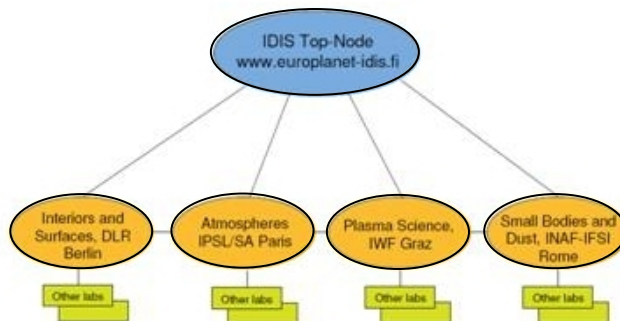 IDIS Top-Node
www.europlanet-idis.fi
Interiors and
Surfaces, DLR
Berlin
Atmospheres
IPSL/SA Paris
Plasma Science,
IWF Graz
Small Bodies and
Dust, INAF-IFSI
Rome
Other labs
Other labs
Other labs
Other labs